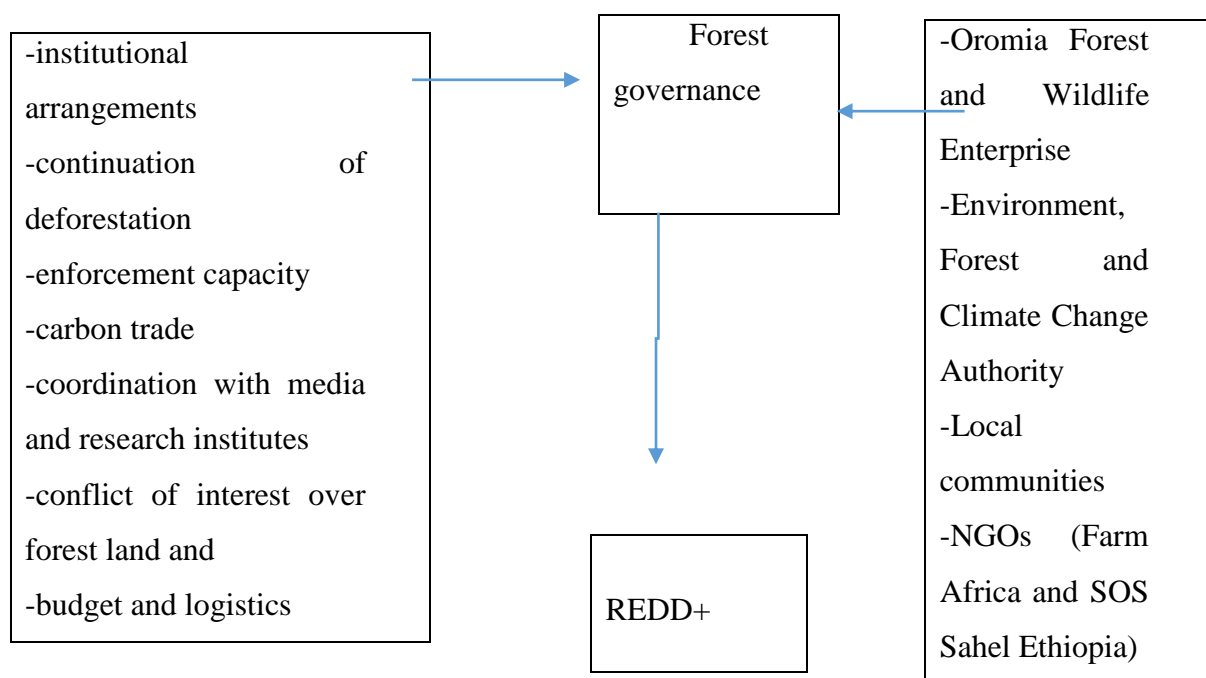 -institutional
arrangements
-continuation of
deforestation
-enforcement capacity
-carbon trade
-coordination with media
and research institutes
-conflict of interest over
forest land and
-budget and logistics
Forest
governance
REDD+
-Oromia Forest
and Wildlife
Enterprise
-Environment,
Forest and
Climate Change
Authority
-Local
communities
-NGOs (Farm
Africa and SOS
Sahel Ethiopia)